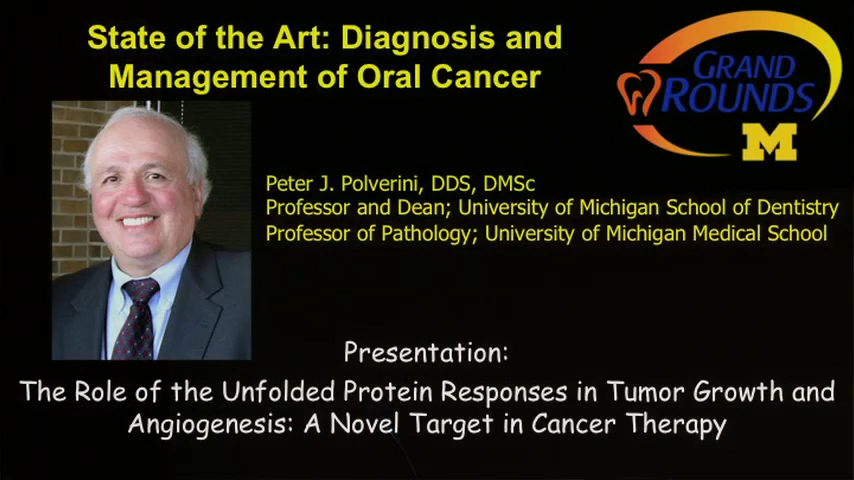 State of the Art: Diagnosis and
Management of Oral Cancer
GRAND
ROUNDS
M
Peter J. Polverini, DDS, DMSc
Professor and Dean; University of Michigan School of Dentistry
Professor of Pathology; University of Michigan Medical School
Presentation:
The Role of the Unfolded Protein Responses in Tumor Growth and
Angiogenesis: A Novel Target in Cancer Therapy